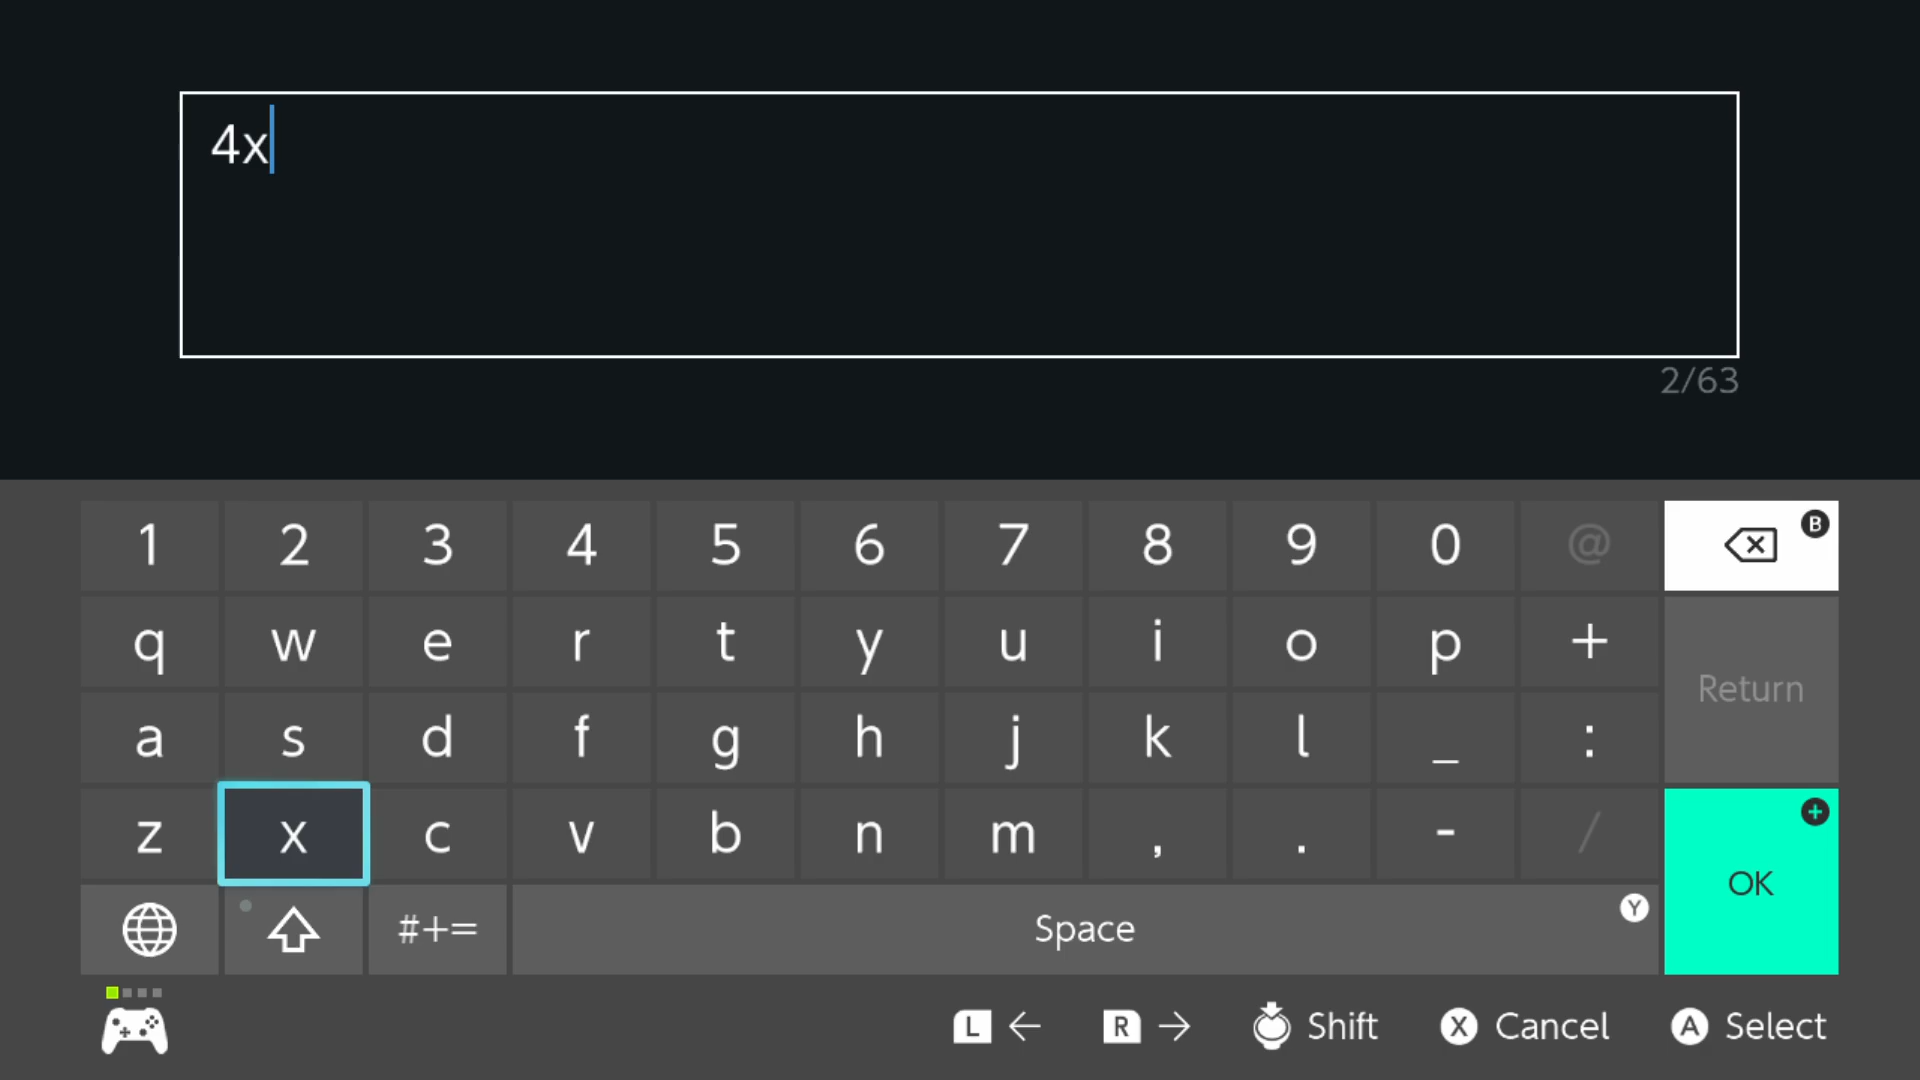 4x
2/63
1 2 3 4 5 6 7 8 9 0 @ B
q w e r t y u i o p + Return
a s d f g h j k l _ :
z x c v b n m , . - / + OK
#+= Space Y
L ← R → Shift X Cancel A Select